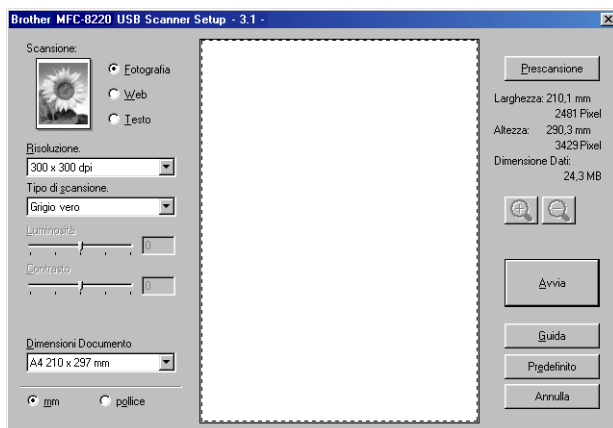 Brother MFC-8220 USB Scanner Setup - 3.1 -
Scansione:
Fotografia
Web
Testo
Risoluzione.
300 x 300 dpi
Tipo di scansione.
Grigio vero
Luminosità
0
Contrasto
0
Dimensioni Documento
A4 210 x 297 mm
mm
pollice
Prescansione
Larghezza: 210,1 mm
2481 Pixel
Altezza: 290,3 mm
3429 Pixel
Dimensione Dati:
24,3 MB
Avvia
Guida
Predefinito
Annulla